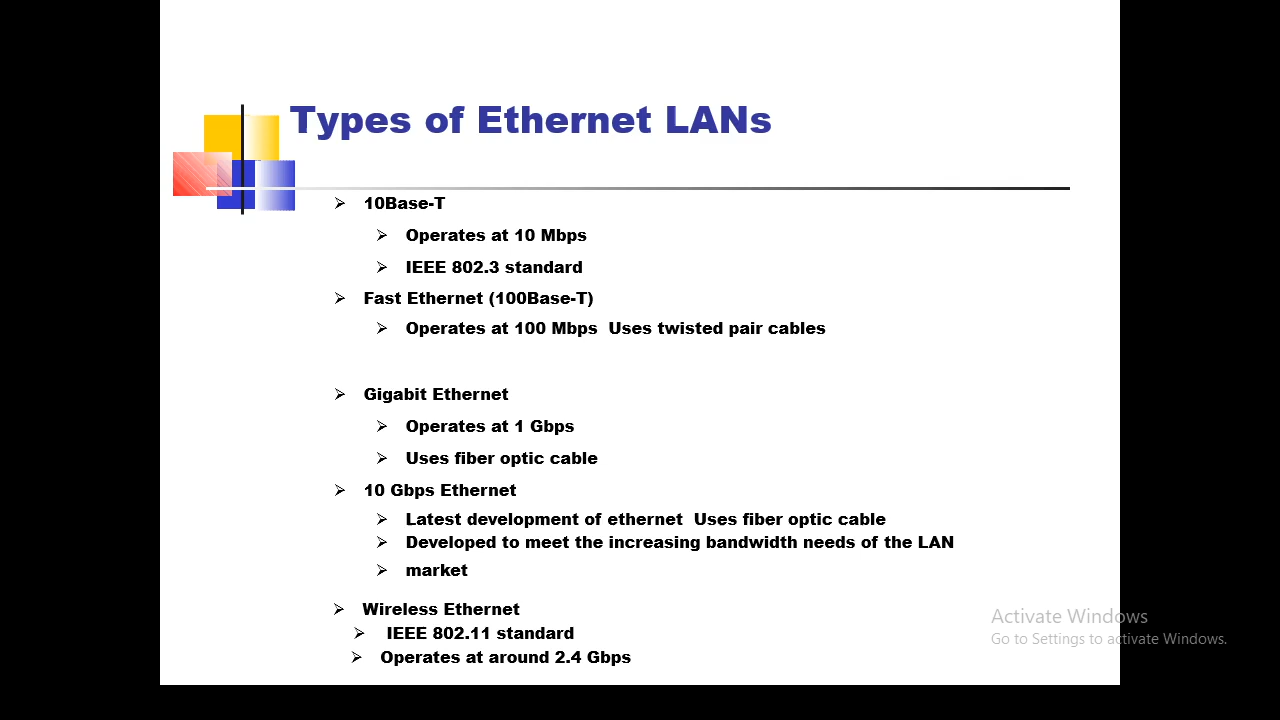 Types of Ethernet LANs
10Base-T
Operates at 10 Mbps
IEEE 802.3 standard
Fast Ethernet (100Base-T)
Operates at 100 Mbps  Uses twisted pair cables
Gigabit Ethernet
Operates at 1 Gbps
Uses fiber optic cable
10 Gbps Ethernet
Latest development of ethernet  Uses fiber optic cable
Developed to meet the increasing bandwidth needs of the LAN
market
Wireless Ethernet
IEEE 802.11 standard
Operates at around 2.4 Gbps
Activate Windows
Go to Settings to activate Windows.